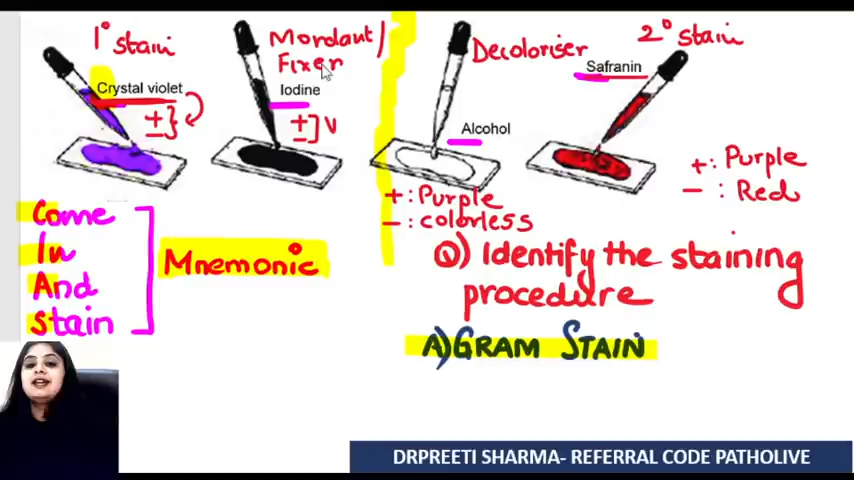 1° stain
Crystal violet
+
- }
Mordant/
Fixer
Iodine
+
- ] V
Decoloriser
Alcohol
+ : Purple
- : colorless
2° stain
Safranin
+ : Purple
- : Red
Come
In
And
Stain
Mnemonic
Q) Identify the staining
procedure
A) GRAM STAIN
DRPREETI SHARMA- REFERRAL CODE PATHOLIVE